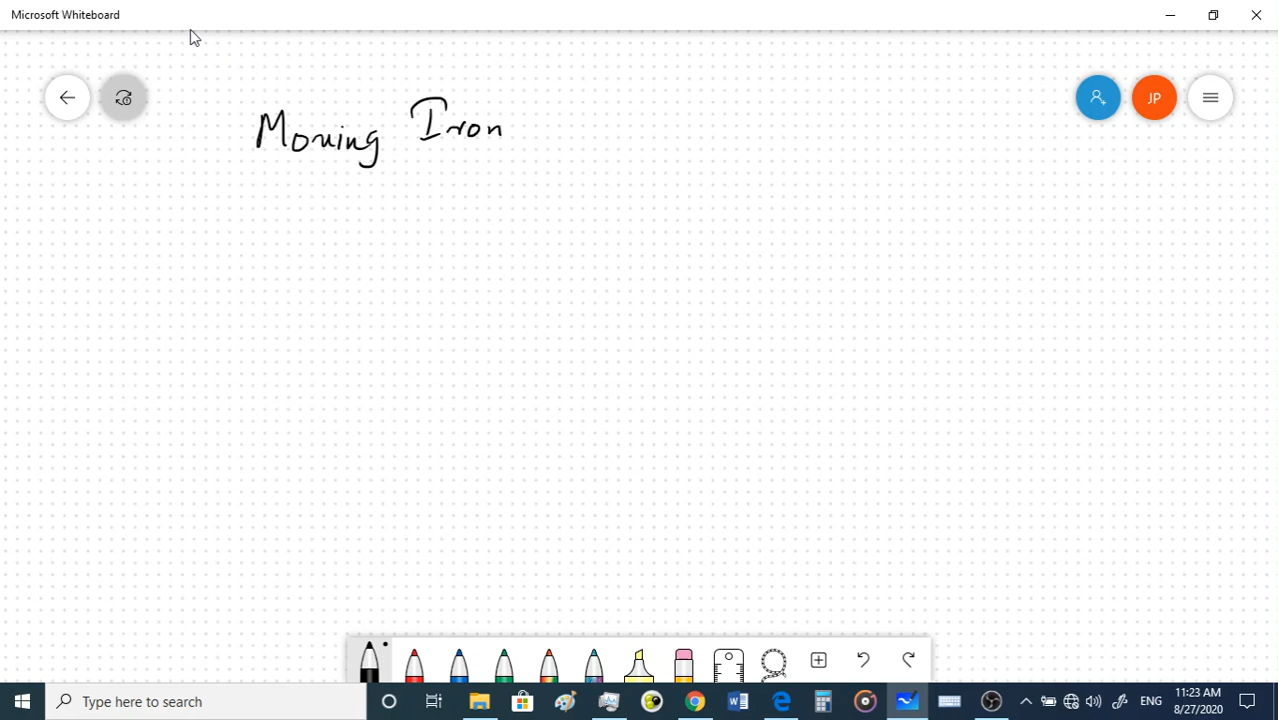 Microsoft Whiteboard
JP
Moving Iron
Type here to search
ENG
11:23 AM
8/27/2020